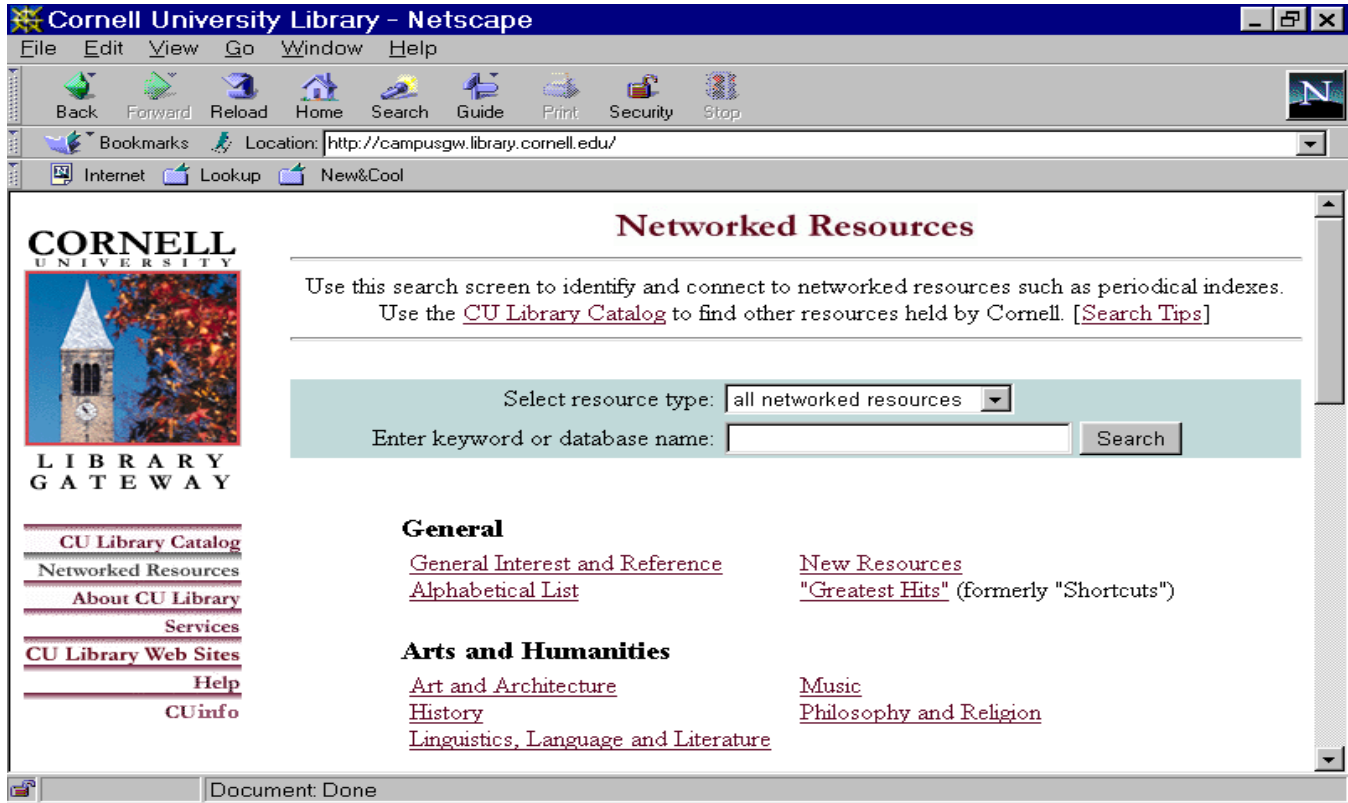 Cornell University Library - Netscape
File Edit View Go Window Help
Back Forward Reload Home Search Guide Print Security Stop
N
Bookmarks Location: http://campusgw.library.cornell.edu/
Internet Lookup New&Cool
CORNELL
UNIVERSITY
LIBRARY
GATEWAY
CU Library Catalog
Networked Resources
About CU Library
Services
CU Library Web Sites
Help
CUinfo
Networked Resources
Use this search screen to identify and connect to networked resources such as periodical indexes.
Use the CU Library Catalog to find other resources held by Cornell. [Search Tips]
Select resource type: all networked resources
Enter keyword or database name: Search
General
General Interest and Reference New Resources
Alphabetical List "Greatest Hits" (formerly "Shortcuts")
Arts and Humanities
Art and Architecture Music
History Philosophy and Religion
Linguistics, Language and Literature
Document: Done